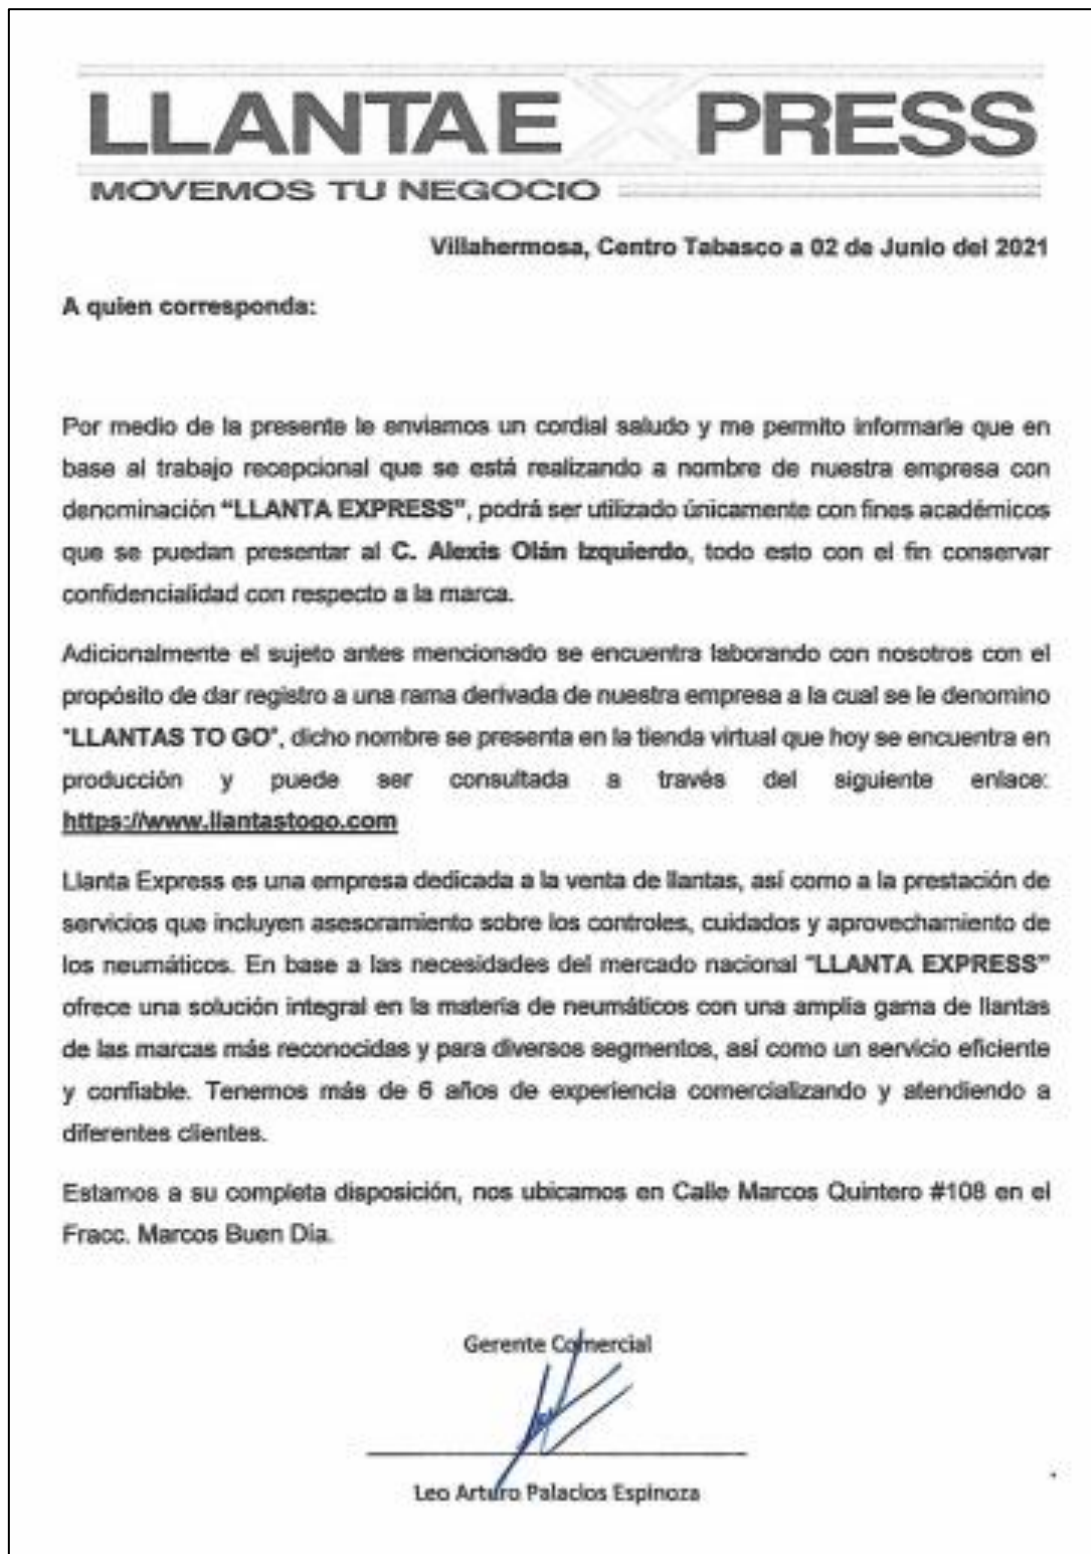 LLANTA EXPRESS
MOVEMOS TU NEGOCIO
Villahermosa, Centro Tabasco a 02 de Junio del 2021
A quien corresponda:
Por medio de la presente le enviamos un cordial saludo y me permito informarle que en
base al trabajo recepcional que se está realizando a nombre de nuestra empresa con
denominación “LLANTA EXPRESS”, podrá ser utilizado únicamente con fines académicos
que se puedan presentar al C. Alexis Olán Izquierdo, todo esto con el fin conservar
confidencialidad con respecto a la marca.
Adicionalmente el sujeto antes mencionado se encuentra laborando con nosotros con el
propósito de dar registro a una rama derivada de nuestra empresa a la cual se le denomino
"LLANTAS TO GO", dicho nombre se presenta en la tienda virtual que hoy se encuentra en
producción y puede ser consultada a través del siguiente enlace:
https://www.llantastogo.com
Llanta Express es una empresa dedicada a la venta de llantas, así como a la prestación de
servicios que incluyen asesoramiento sobre los controles, cuidados y aprovechamiento de
los neumáticos. En base a las necesidades del mercado nacional "LLANTA EXPRESS"
ofrece una solución integral en la materia de neumáticos con una amplia gama de llantas
de las marcas más reconocidas y para diversos segmentos, así como un servicio eficiente
y confiable. Tenemos más de 6 años de experiencia comercializando y atendiendo a
diferentes clientes.
Estamos a su completa disposición, nos ubicamos en Calle Marcos Quintero #108 en el
Fracc. Marcos Buen Día.
Gerente Comercial
Leo Arturo Palacios Espinoza